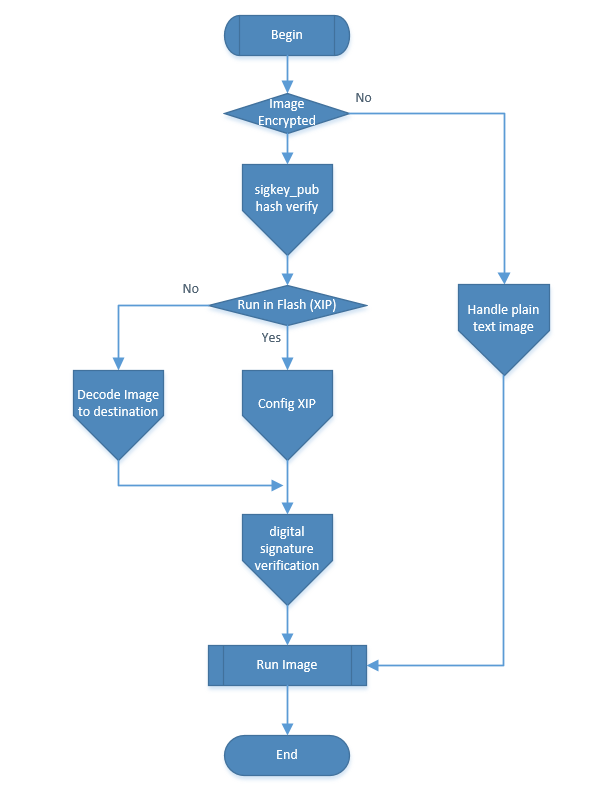 Begin
Image
Encrypted
No
sigkey_pub
hash verify
No
Run in Flash (XIP)
Yes
Handle plain
text image
Decode Image
to destination
Config XIP
digital
signature
verification
Run Image
End